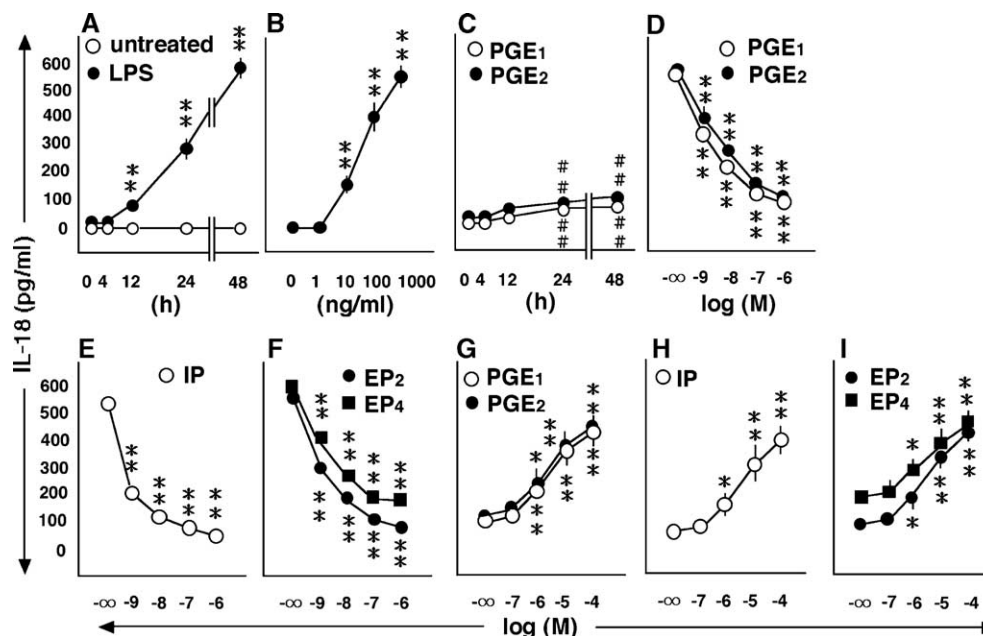 A
untreated
LPS
B
C
PGE1
PGE2
D
PGE1
PGE2
IL-18 (pg/ml)
600
500
400
300
200
100
0
** ** **
** ** **
## ##
## ##
** ** ** **
** ** ** **
0 4 12 24 48
(h)
0 1 10 100 1000
(ng/ml)
0 4 12 24 48
(h)
-∞ -9 -8 -7 -6
log (M)
E
IP
F
EP2
EP4
G
PGE1
PGE2
H
IP
I
EP2
EP4
600
500
400
300
200
100
0
** ** ** **
** ** ** **
** ** ** **
** ** **
** ** **
* ** **
* ** **
* ** **
-∞ -9 -8 -7 -6
-∞ -9 -8 -7 -6
-∞ -7 -6 -5 -4
-∞ -7 -6 -5 -4
-∞ -7 -6 -5 -4
log (M)